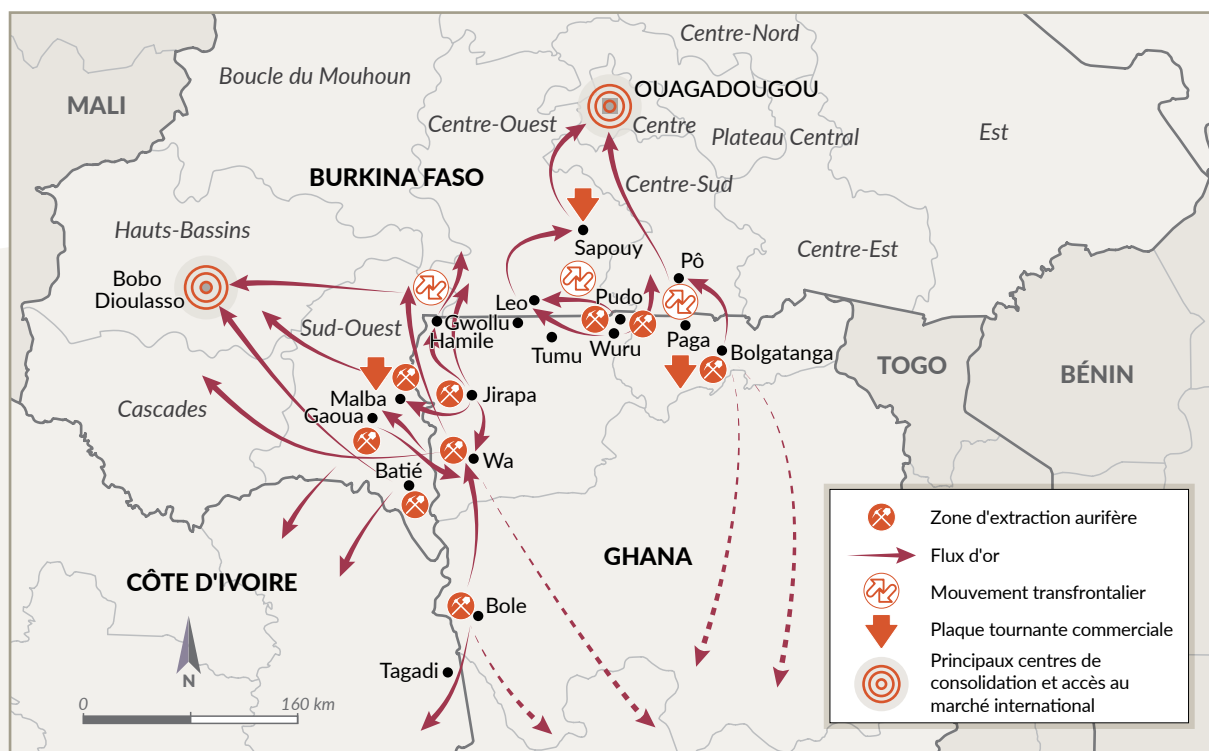 Centre-Nord
Boucle du Mouhoun
OUAGADOUGOU
MALI
Centre-Ouest
Centre
Plateau Central
Est
BURKINA FASO
Centre-Sud
Hauts-Bassins
Sapouy
Centre-Est
Bobo
Dioulasso
Pô
Leo
Pudo
Sud-Ouest
Gwollu
Hamile
Tumu
Wuru
Paga
Bolgatanga
TOGO
BÉNIN
Malba
Jirapa
Cascades
Gaoua
Wa
Batié
GHANA
CÔTE D'IVOIRE
Bole
Tagadi
N
0
160 km
Zone d'extraction aurifère
Flux d'or
Mouvement transfrontalier
Plaque tournante commerciale
Principaux centres de
consolidation et accès au
marché international